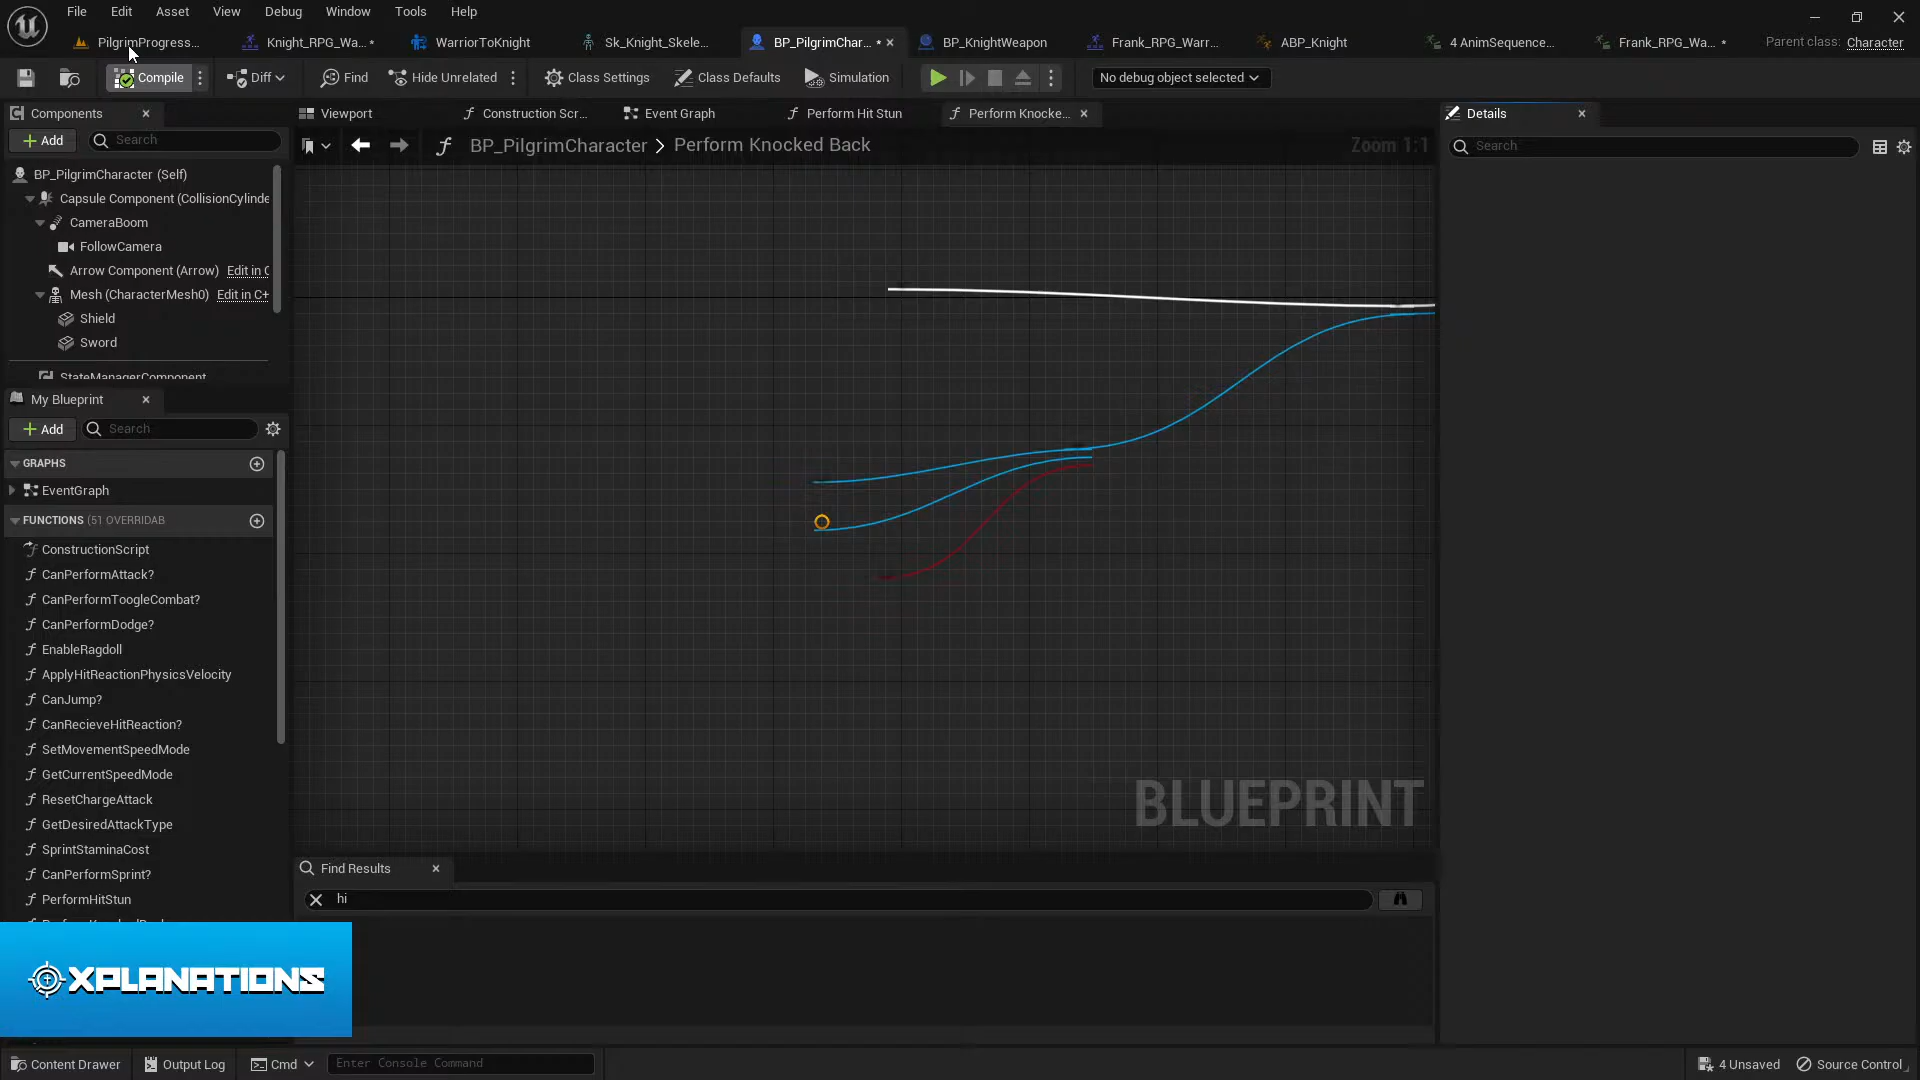 File Edit Asset View Debug Window Tools Help
PilgrimProgress... Knight_RPG_Wa... * WarriorToKnight Sk_Knight_Skele... BP_PilgrimChar... * BP_KnightWeapon Frank_RPG_Warr... ABP_Knight 4 AnimSequence... Frank_RPG_Wa... * Parent class: Character
Compile Diff Find Hide Unrelated Class Settings Class Defaults Simulation No debug object selected
Components Viewport Construction Scr... Event Graph Perform Hit Stun Perform Knocke... Details
Add Search
BP_PilgrimCharacter > Perform Knocked Back Zoom 1:1
Search
BP_PilgrimCharacter (Self)
Capsule Component (CollisionCylinde
CameraBoom
FollowCamera
Arrow Component (Arrow) Edit in C
Mesh (CharacterMesh0) Edit in C+
Shield
Sword
StateManagerComponent
My Blueprint
Add Search
GRAPHS
EventGraph
FUNCTIONS (51 OVERRIDAB
ConstructionScript
CanPerformAttack?
CanPerformToogleCombat?
CanPerformDodge?
EnableRagdoll
ApplyHitReactionPhysicsVelocity
CanJump?
CanRecieveHitReaction?
SetMovementSpeedMode
GetCurrentSpeedMode
ResetChargeAttack
GetDesiredAttackType
SprintStaminaCost
CanPerformSprint?
PerformHitStun
BLUEPRINT
Find Results
hi
XPLANATIONS
Content Drawer Output Log Cmd Enter Console Command 4 Unsaved Source Control